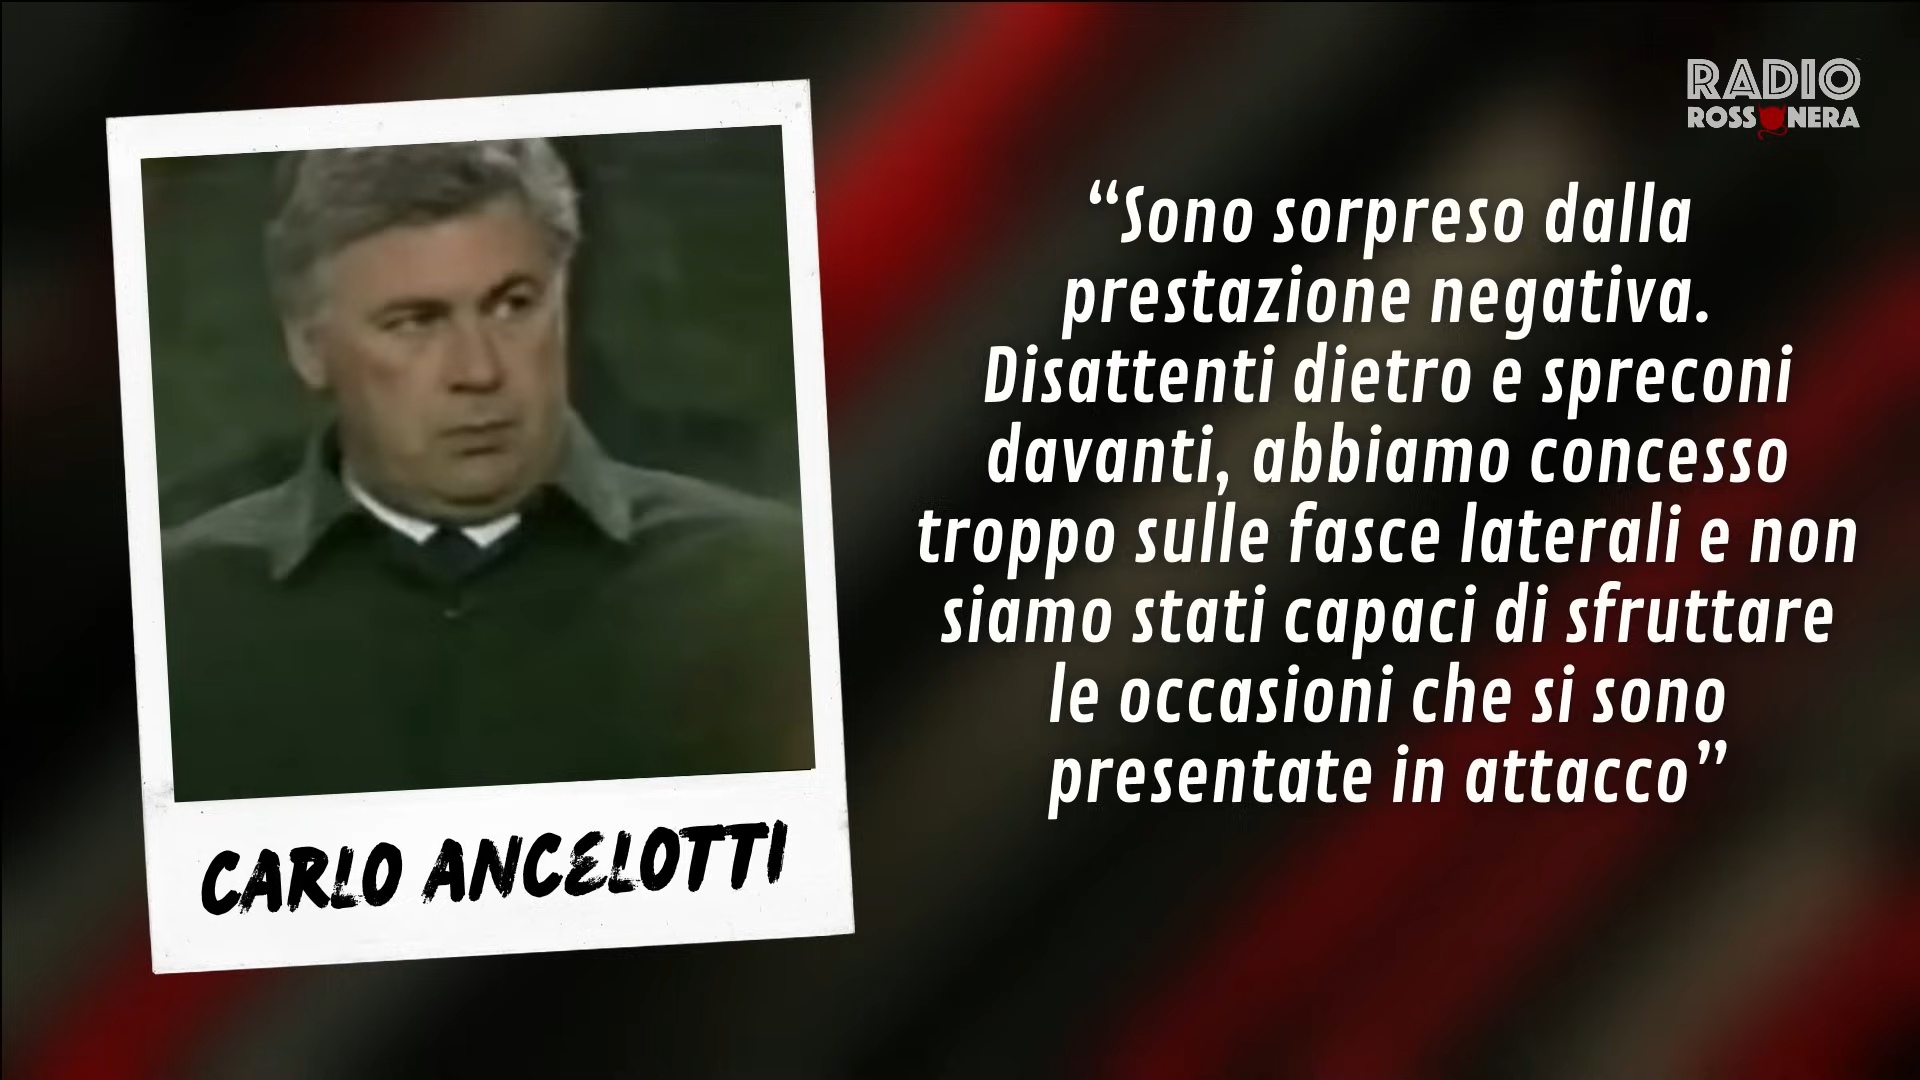 RADIO
ROSSONERA
“Sono sorpreso dalla
prestazione negativa.
Disattenti dietro e spreconi
davanti, abbiamo concesso
troppo sulle fasce laterali e non
siamo stati capaci di sfruttare
le occasioni che si sono
presentate in attacco”
CARLO ANCELOTTI